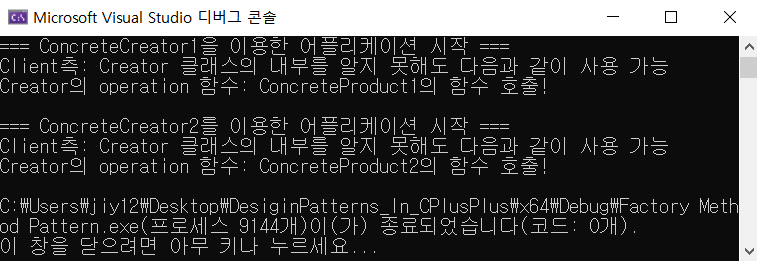 Microsoft Visual Studio 디버그 콘솔
=== ConcreteCreator1을 이용한 어플리케이션 시작 ===
Client측: Creator 클래스의 내부를 알지 못해도 다음과 같이 사용 가능
Creator의 operation 함수: ConcreteProduct1의 함수 호출!
=== ConcreteCreator2를 이용한 어플리케이션 시작 ===
Client측: Creator 클래스의 내부를 알지 못해도 다음과 같이 사용 가능
Creator의 operation 함수: ConcreteProduct2의 함수 호출!
C:₩Users₩jiy12₩Desktop₩DesiginPatterns_In_CPlusPlus₩x64₩Debug₩Factory Meth
od Pattern.exe(프로세스 9144개)이(가) 종료되었습니다(코드: 0개).
이 창을 닫으려면 아무 키나 누르세요...